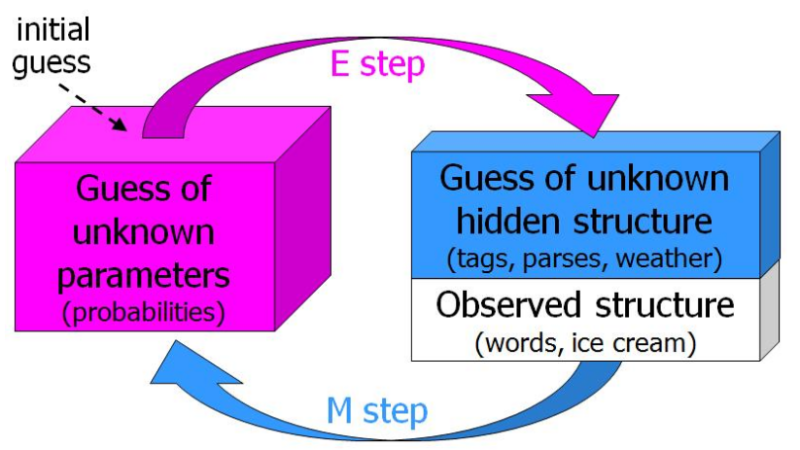 initial
guess
E step
Guess of
unknown
parameters
(probabilities)
Guess of unknown
hidden structure
(tags, parses, weather)
Observed structure
(words, ice cream)
M step